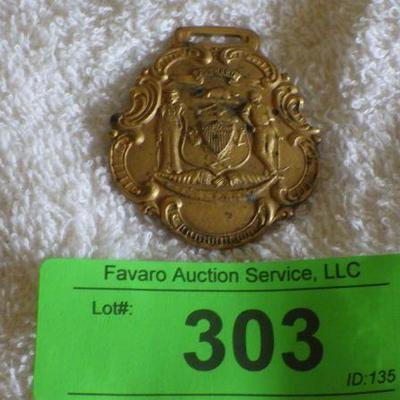 Favaro Auction Service, LLC
Lot#:
303
ID:135